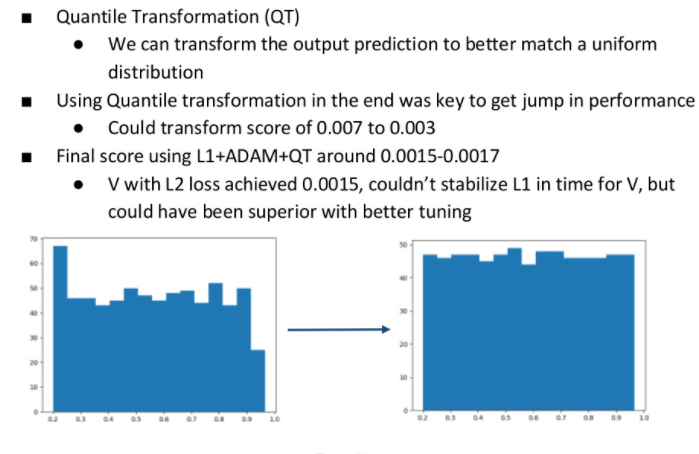 ■ Quantile Transformation (QT)
● We can transform the output prediction to better match a uniform
distribution
■ Using Quantile transformation in the end was key to get jump in performance
● Could transform score of 0.007 to 0.003
■ Final score using L1+ADAM+QT around 0.0015-0.0017
● V with L2 loss achieved 0.0015, couldn’t stabilize L1 in time for V, but
could have been superior with better tuning
70
60
50
40
30
20
10
0
0.2 0.3 0.4 0.5 0.6 0.7 0.8 0.9 1.0
50
40
30
20
10
0
0.2 0.3 0.4 0.5 0.6 0.7 0.8 0.9 1.0